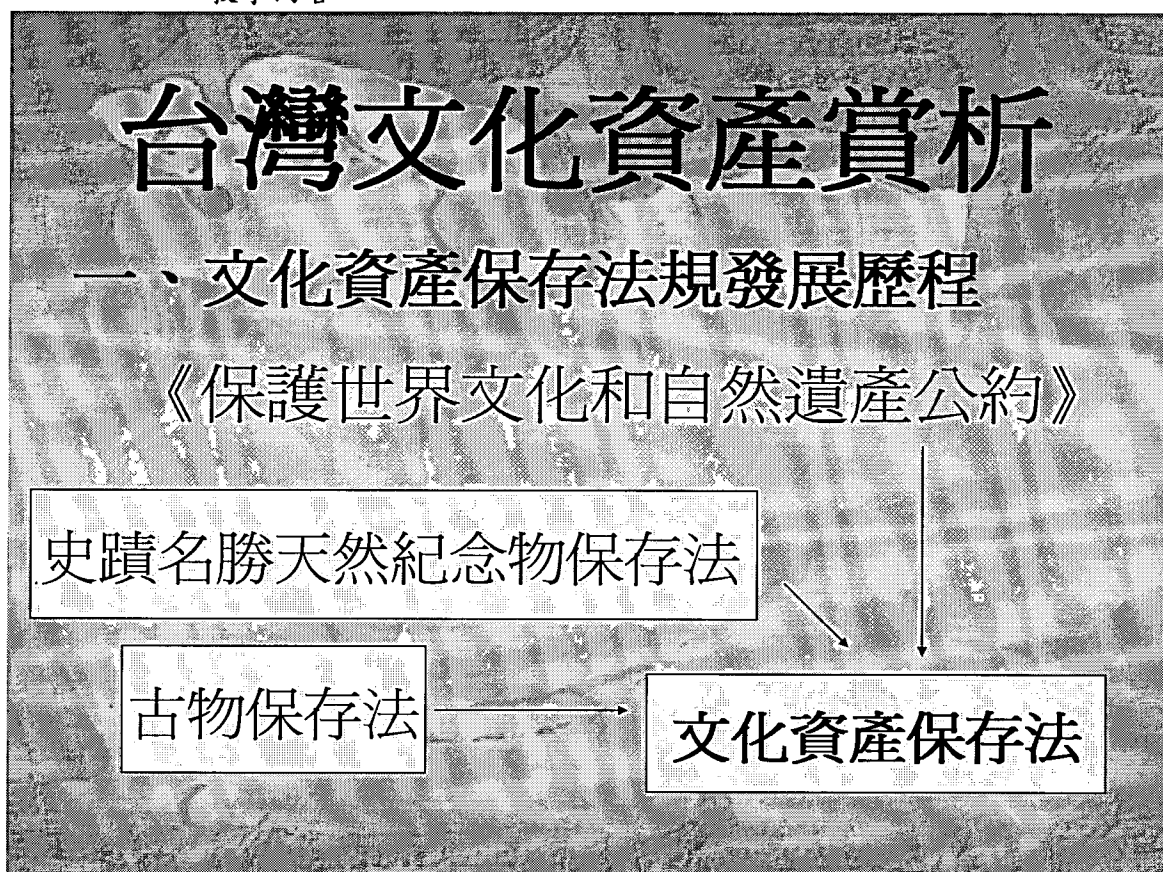 台灣文化資產賞析
一、文化資產保存法規發展歷程
《保護世界文化和自然遺產公約》
史蹟名勝天然紀念物保存法
古物保存法
文化資產保存法